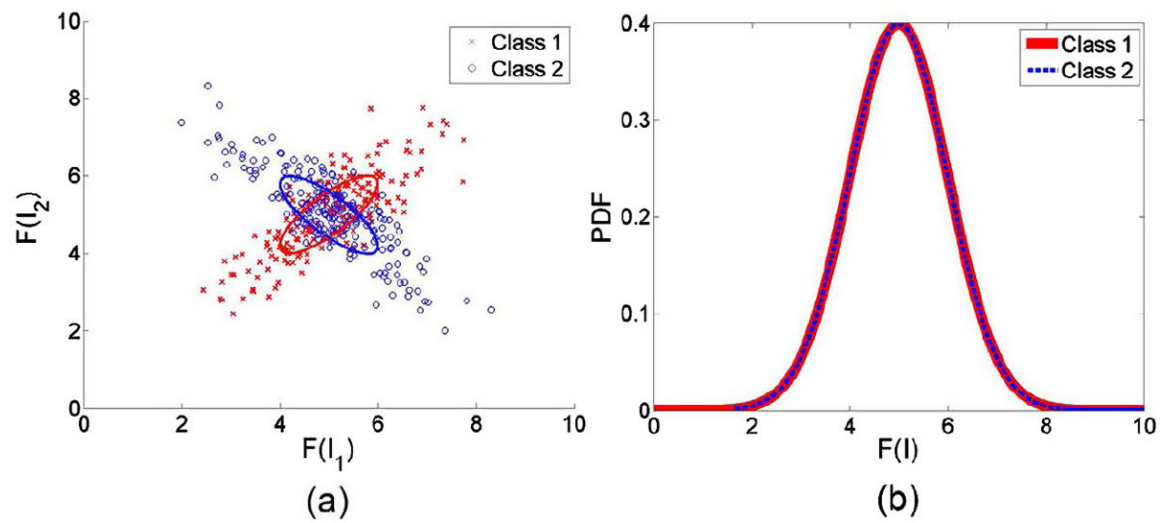 10
8
6
4
2
0
F(I2)
Class 1
Class 2
0 2 4 6 8 10
F(I1)
(a)
0.4
0.3
0.2
0.1
0
PDF
Class 1
Class 2
0 2 4 6 8 10
F(I)
(b)